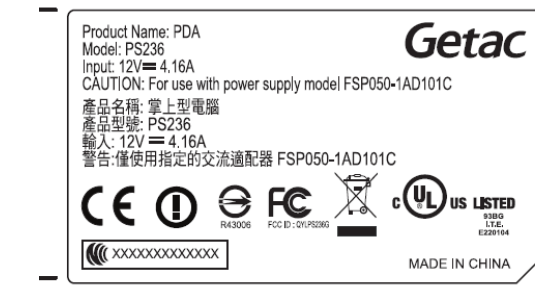 Product Name: PDA
Getac
Model: PS236
Input: 12V 4.16A
CAUTION: For use with power supply model FSP050-1AD101C
產品名稱: 掌上型電腦
產品型號: PS236
輸入: 12V 4.16A
警告:僅使用指定的交流適配器 FSP050-1AD101C
CE
FC
R43006
FCC ID : QYLPS236G
c UL US LISTED
93BG
I.T.E.
E220104
XXXXXXXXXXXXX
MADE IN CHINA